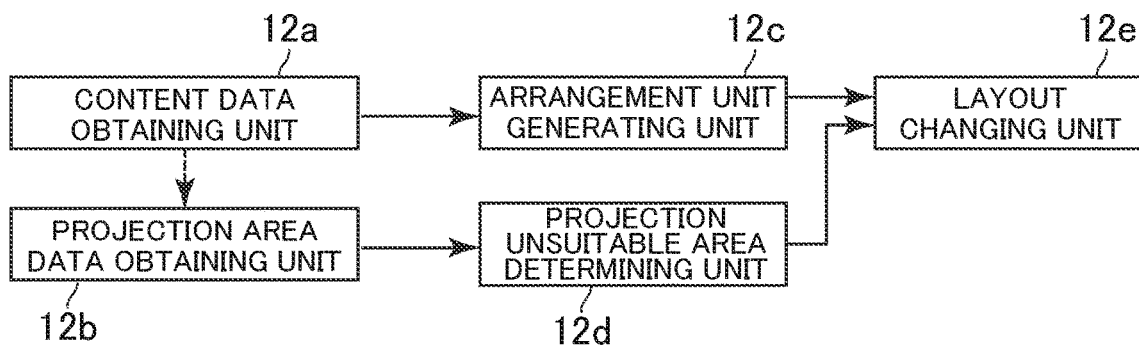 12a
12c
12e
CONTENT DATA
OBTAINING UNIT
ARRANGEMENT UNIT
GENERATING UNIT
LAYOUT
CHANGING UNIT
PROJECTION AREA
DATA OBTAINING UNIT
PROJECTION
UNSUITABLE AREA
DETERMINING UNIT
12b
12d